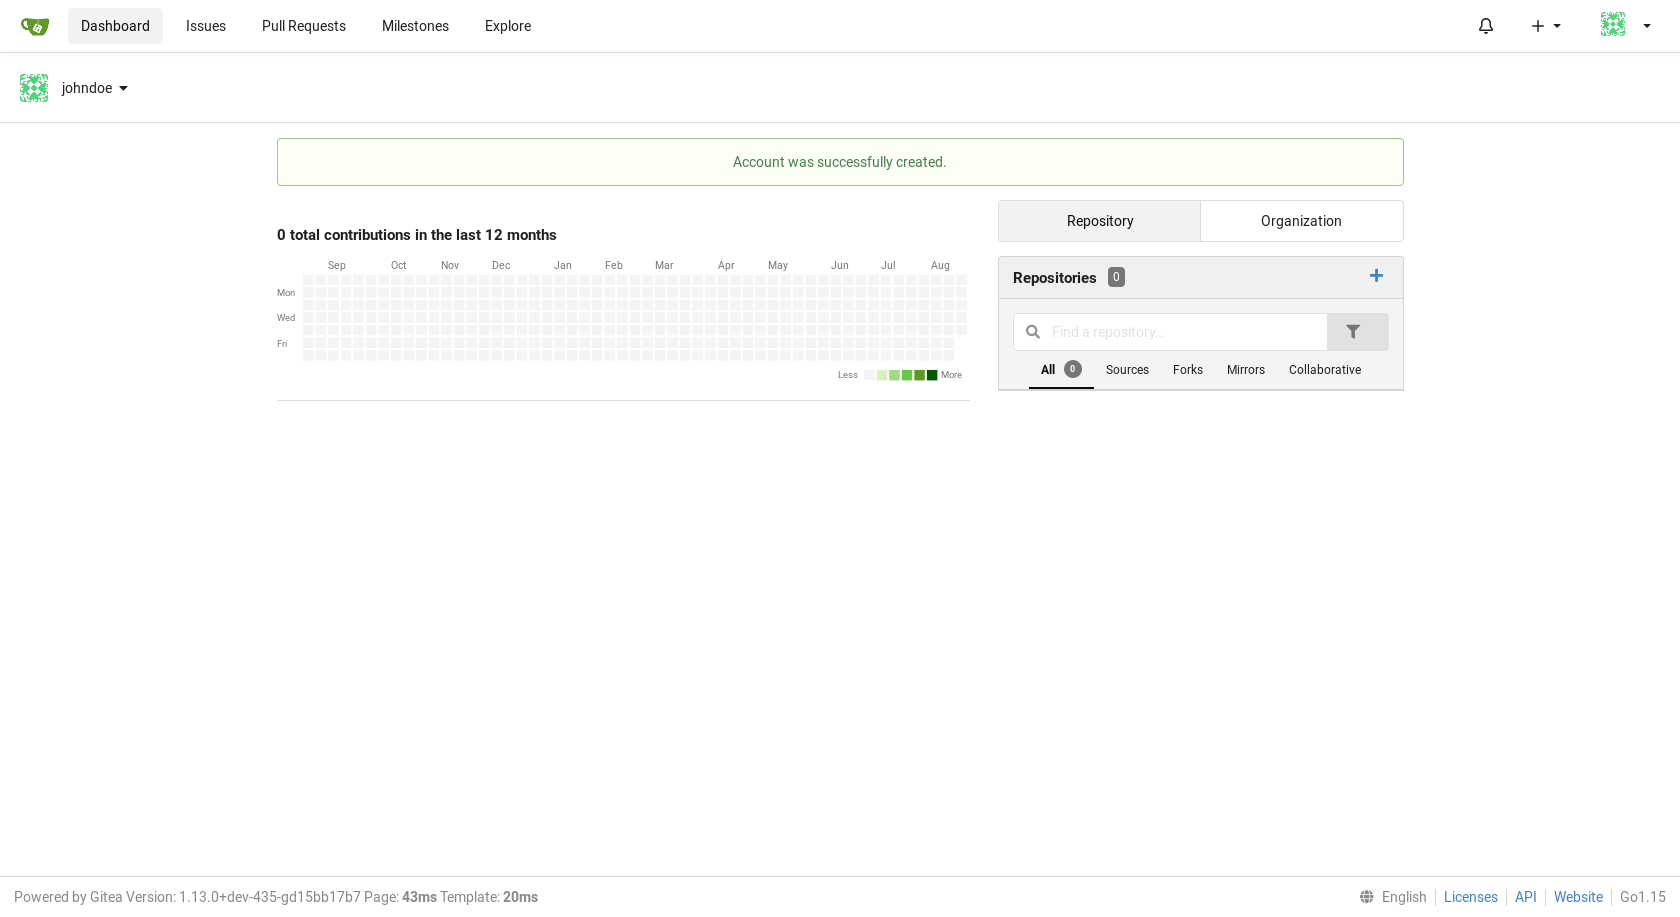 Dashboard Issues Pull Requests Milestones Explore
johndoe
Account was successfully created.
0 total contributions in the last 12 months
Sep Oct Nov Dec Jan Feb Mar Apr May Jun Jul Aug
Mon
Wed
Fri
Less More
Repository Organization
Repositories 0
Find a repository...
All 0 Sources Forks Mirrors Collaborative
Powered by Gitea Version: 1.13.0+dev-435-gd15bb17b7 Page: 43ms Template: 20ms
English Licenses API Website Go1.15